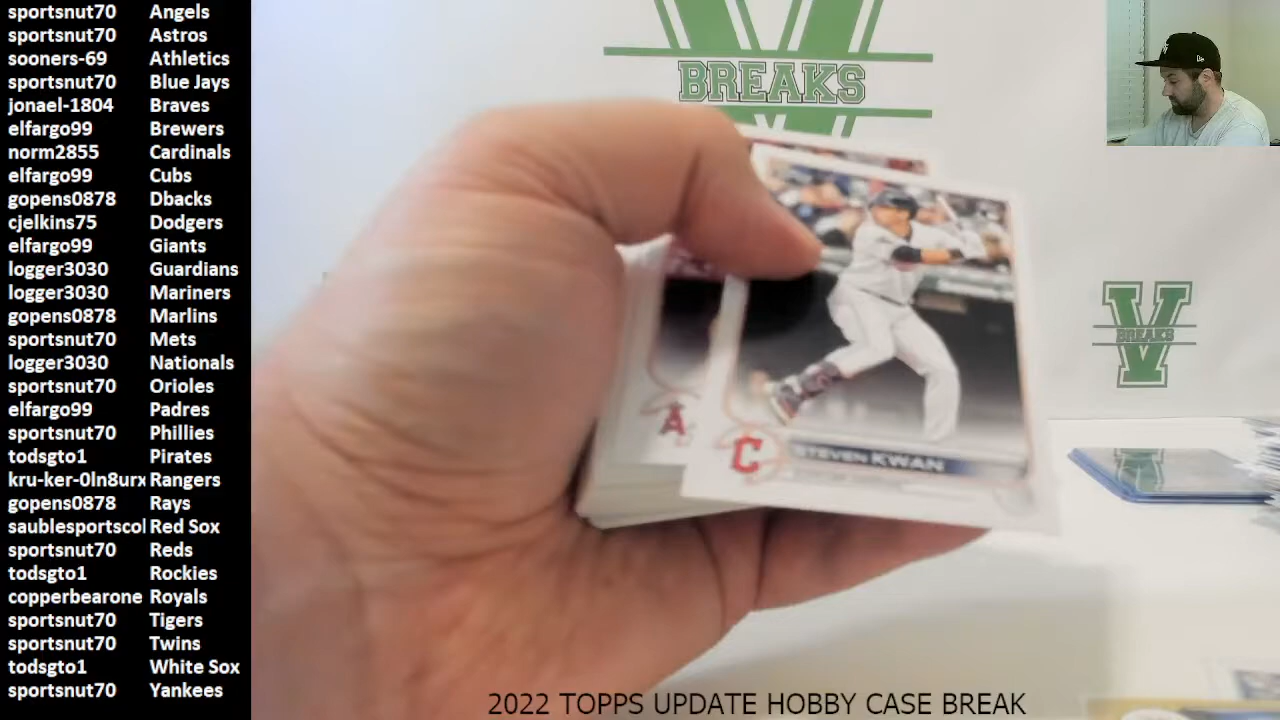 sportsnut70 Angels
sportsnut70 Astros
sooners-69 Athletics
sportsnut70 Blue Jays
jonael-1804 Braves
elfargo99 Brewers
norm2855 Cardinals
elfargo99 Cubs
gopens0878 Dbacks
cjelkins75 Dodgers
elfargo99 Giants
logger3030 Guardians
logger3030 Mariners
gopens0878 Marlins
sportsnut70 Mets
logger3030 Nationals
sportsnut70 Orioles
elfargo99 Padres
sportsnut70 Phillies
todsgto1 Pirates
kru-ker-0ln8urx Rangers
gopens0878 Rays
saublesportscol Red Sox
sportsnut70 Reds
todsgto1 Rockies
copperbearone Royals
sportsnut70 Tigers
sportsnut70 Twins
todsgto1 White Sox
sportsnut70 Yankees
V
BREAKS
V
BREAKS
A
C
STEVEN KWAN
2022 TOPPS UPDATE HOBBY CASE BREAK